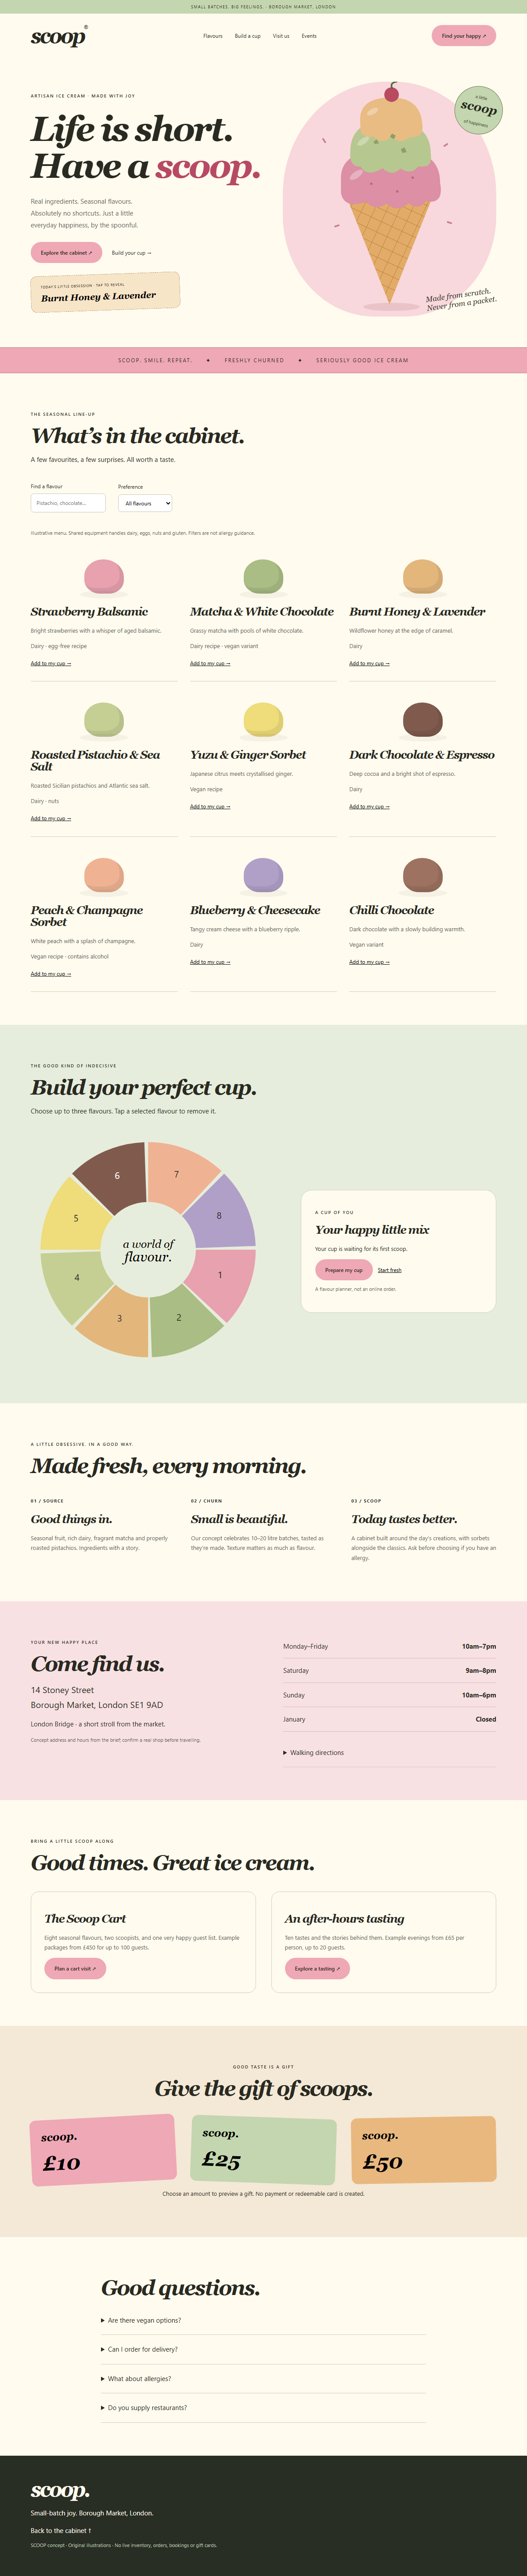 SMALL BATCHES. BIG FEELINGS. · BOROUGH MARKET, LONDON
scoop®
Flavours
Build a cup
Visit us
Events
Find your happy ↗
ARTISAN ICE CREAM · MADE WITH JOY
Life is short.
Have a scoop.
Real ingredients. Seasonal flavours.
Absolutely no shortcuts. Just a little
everyday happiness, by the spoonful.
Explore the cabinet ↗
Build your cup →
TODAY'S LITTLE OBSESSION · TAP TO REVEAL
Burnt Honey & Lavender
a little
scoop
of happiness
Made from scratch.
Never from a packet.
SCOOP. SMILE. REPEAT. ✦ FRESHLY CHURNED ✦ SERIOUSLY GOOD ICE CREAM
THE SEASONAL LINE-UP
What's in the cabinet.
A few favourites, a few surprises. All worth a taste.
Find a flavour
Pistachio, chocolate…
Preference
All flavours
Illustrative menu. Shared equipment handles dairy, eggs, nuts and gluten. Filters are not allergy guidance.
Strawberry Balsamic
Bright strawberries with a whisper of aged balsamic.
Dairy · egg-free recipe
Add to my cup →
Matcha & White Chocolate
Grassy matcha with pools of white chocolate.
Dairy recipe · vegan variant
Add to my cup →
Burnt Honey & Lavender
Wildflower honey at the edge of caramel.
Dairy
Add to my cup →
Roasted Pistachio & Sea
Salt
Roasted Sicilian pistachios and Atlantic sea salt.
Dairy · nuts
Add to my cup →
Yuzu & Ginger Sorbet
Japanese citrus meets crystallised ginger.
Vegan recipe
Add to my cup →
Dark Chocolate & Espresso
Deep cocoa and a bright shot of espresso.
Dairy
Add to my cup →
Peach & Champagne
Sorbet
White peach with a splash of champagne.
Vegan recipe · contains alcohol
Add to my cup →
Blueberry & Cheesecake
Tangy cream cheese with a blueberry ripple.
Dairy
Add to my cup →
Chilli Chocolate
Dark chocolate with a slowly building warmth.
Vegan variant
Add to my cup →
THE GOOD KIND OF INDECISIVE
Build your perfect cup.
Choose up to three flavours. Tap a selected flavour to remove it.
1
2
3
4
5
6
7
8
a world of
flavour.
A CUP OF YOU
Your happy little mix
Your cup is waiting for its first scoop.
Prepare my cup
Start fresh
A flavour planner, not an online order.
A LITTLE OBSESSIVE. IN A GOOD WAY.
Made fresh, every morning.
01 / SOURCE
Good things in.
Seasonal fruit, rich dairy, fragrant matcha and properly
roasted pistachios. Ingredients with a story.
02 / CHURN
Small is beautiful.
Our concept celebrates 10–20 litre batches, tasted as
they're made. Texture matters as much as flavour.
03 / SCOOP
Today tastes better.
A cabinet built around the day's creations, with sorbets
alongside the classics. Ask before choosing if you have an
allergy.
YOUR NEW HAPPY PLACE
Come find us.
14 Stoney Street
Borough Market, London SE1 9AD
London Bridge · a short stroll from the market.
Concept address and hours from the brief; confirm a real shop before travelling.
Monday–Friday 10am–7pm
Saturday 9am–8pm
Sunday 10am–6pm
January Closed
▶ Walking directions
BRING A LITTLE SCOOP ALONG
Good times. Great ice cream.
The Scoop Cart
Eight seasonal flavours, two scoopists, and one very happy guest list. Example
packages from £450 for up to 100 guests.
Plan a cart visit ↗
An after-hours tasting
Ten tastes and the stories behind them. Example evenings from £65 per
person, up to 20 guests.
Explore a tasting ↗
GOOD TASTE IS A GIFT
Give the gift of scoops.
scoop.
£10
scoop.
£25
scoop.
£50
Choose an amount to preview a gift. No payment or redeemable card is created.
Good questions.
▶ Are there vegan options?
▶ Can I order for delivery?
▶ What about allergies?
▶ Do you supply restaurants?
scoop.
Small-batch joy. Borough Market, London.
Back to the cabinet ↑
SCOOP concept · Original illustrations · No live inventory, orders, bookings or gift cards.